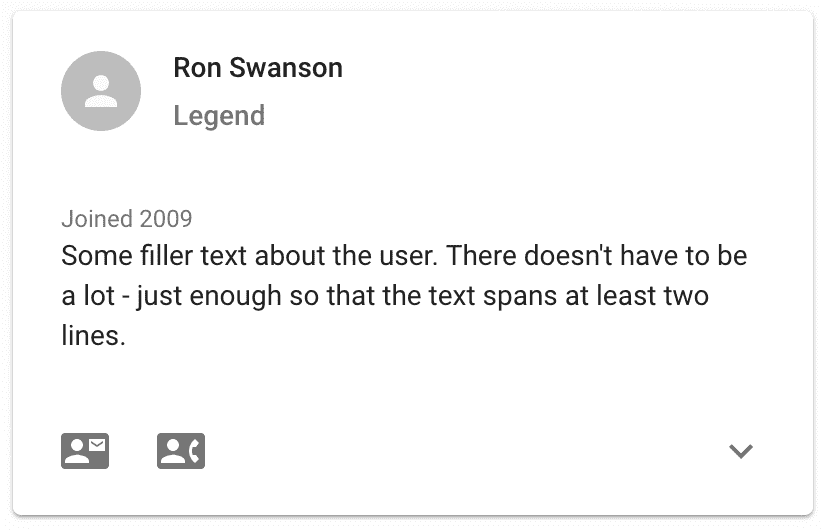 Ron Swanson
Legend
Joined 2009
Some filler text about the user. There doesn't have to be
a lot - just enough so that the text spans at least two
lines.